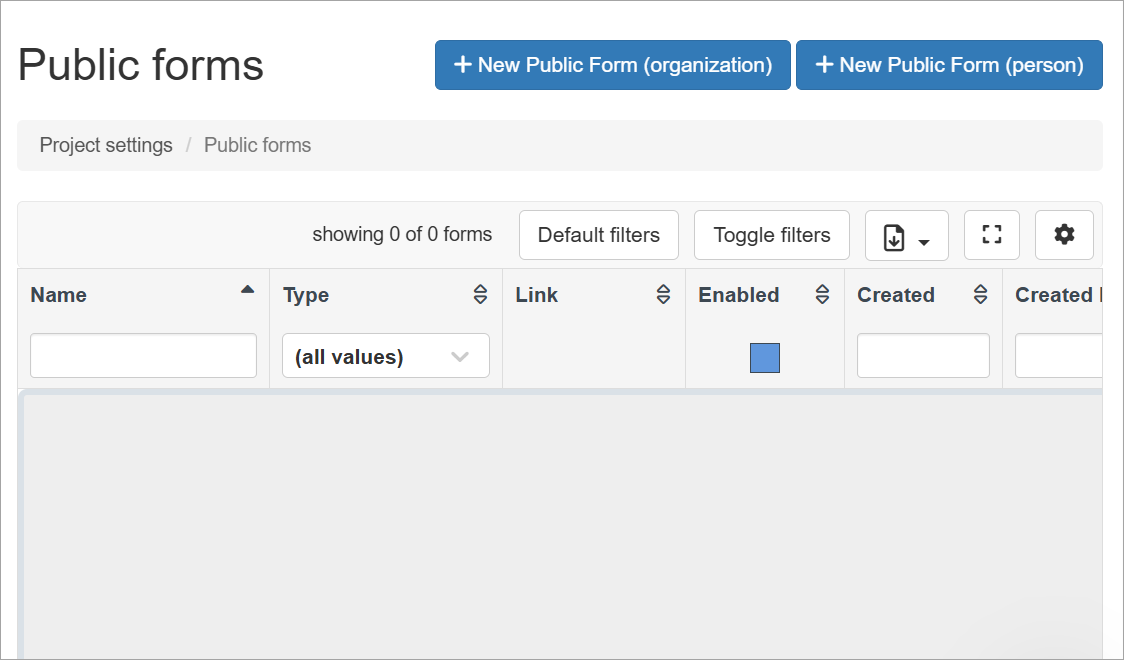 Public forms
New Public Form (organization)
New Public Form (person)
Project settings / Public forms
showing 0 of 0 forms
Default filters
Toggle filters
Name
Type
Link
Enabled
Created
Created
(all values)